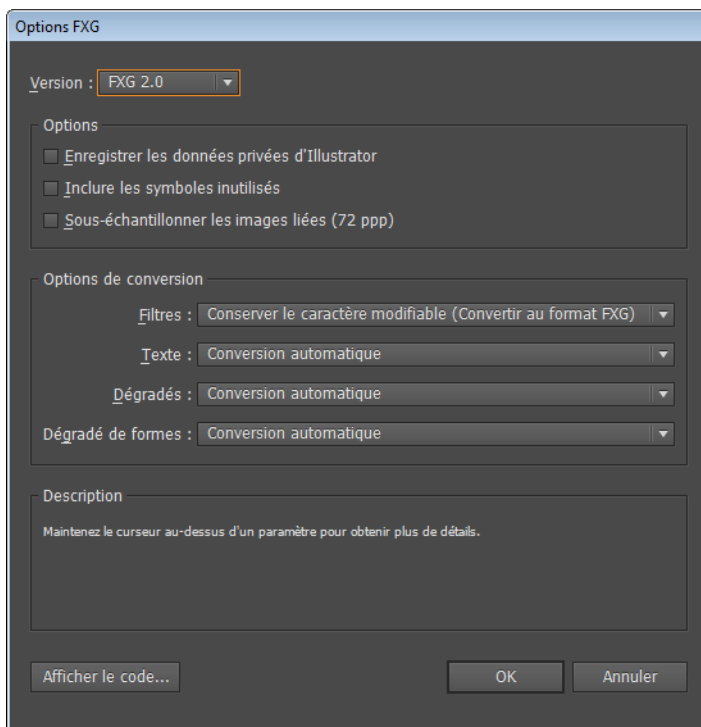 Options FXG
Version : FXG 2.0
Options
Enregistrer les données privées d'Illustrator
Inclure les symboles inutilisés
Sous-échantillonner les images liées (72 ppp)
Options de conversion
Filtres : Conserver le caractère modifiable (Convertir au format FXG)
Texte : Conversion automatique
Dégradés : Conversion automatique
Dégradé de formes : Conversion automatique
Description
Maintenez le curseur au-dessus d'un paramètre pour obtenir plus de détails.
Afficher le code... OK Annuler